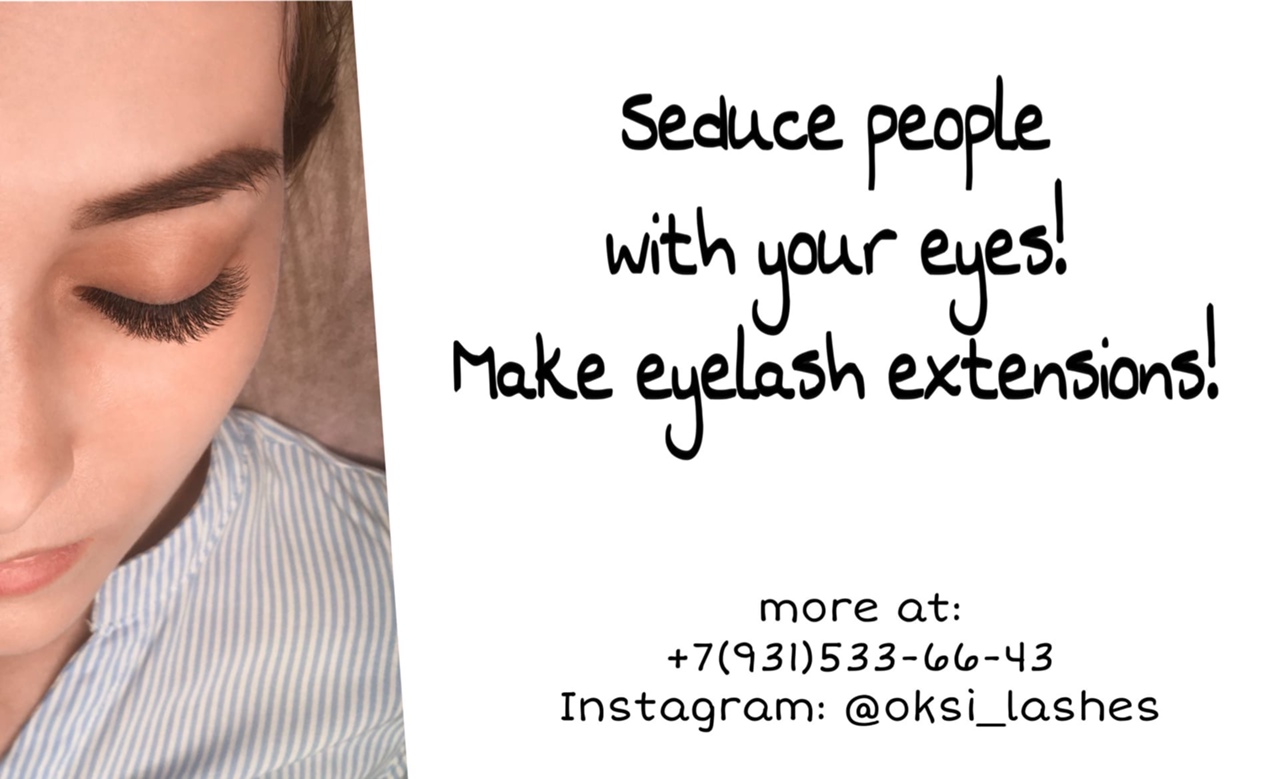 Seduce people
with your eyes!
Make eyelash extensions!
more at:
+7(931)533-66-43
Instagram: @oksi_lashes